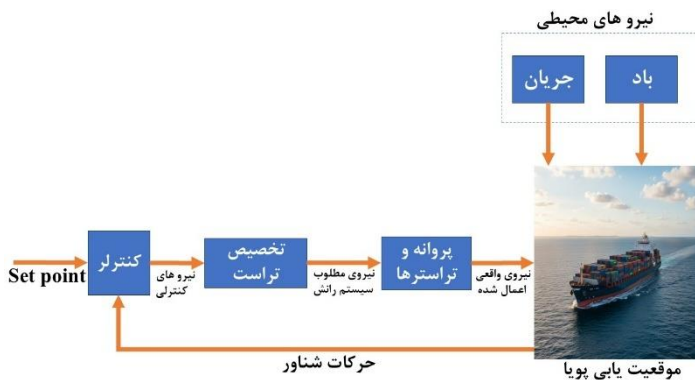 نیرو های محیطی
جریان
باد
Set point
کنترلر
نیرو های
کنترلی
تخصیص
تراست
نیروی مطلوب
سیستم رانش
پروانه و
تراسترها
نیروی واقعی
اعمال شده
حرکات شناور
موقعیت یابی پویا